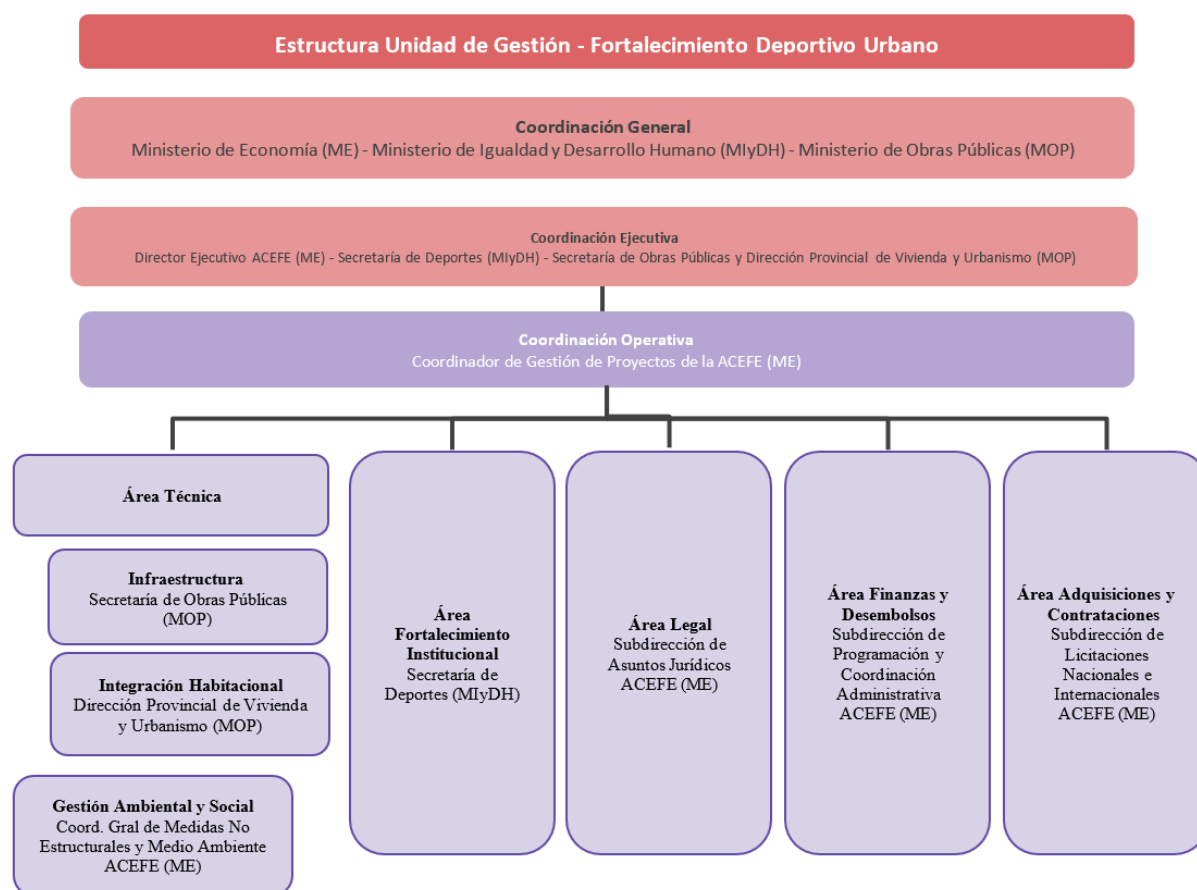 Estructura Unidad de Gestión - Fortalecimiento Deportivo Urbano
Coordinación General
Ministerio de Economía (ME) - Ministerio de Igualdad y Desarrollo Humano (MIyDH) - Ministerio de Obras Públicas (MOP)
Coordinación Ejecutiva
Director Ejecutivo ACEFE (ME) - Secretaría de Deportes (MIyDH) - Secretaría de Obras Públicas y Dirección Provincial de Vivienda y Urbanismo (MOP)
Coordinación Operativa
Coordinador de Gestión de Proyectos de la ACEFE (ME)
Área Técnica
Infraestructura
Secretaría de Obras Públicas
(MOP)
Integración Habitacional
Dirección Provincial de Vivienda
y Urbanismo (MOP)
Gestión Ambiental y Social
Coord. Gral de Medidas No
Estructurales y Medio Ambiente
ACEFE (ME)
Área
Fortalecimiento
Institucional
Secretaría de
Deportes (MIyDH)
Área Legal
Subdirección de
Asuntos Jurídicos
ACEFE (ME)
Área Finanzas y
Desembolsos
Subdirección de
Programación y
Coordinación
Administrativa
ACEFE (ME)
Área Adquisiciones y
Contrataciones
Subdirección de
Licitaciones
Nacionales e
Internacionales
ACEFE (ME)